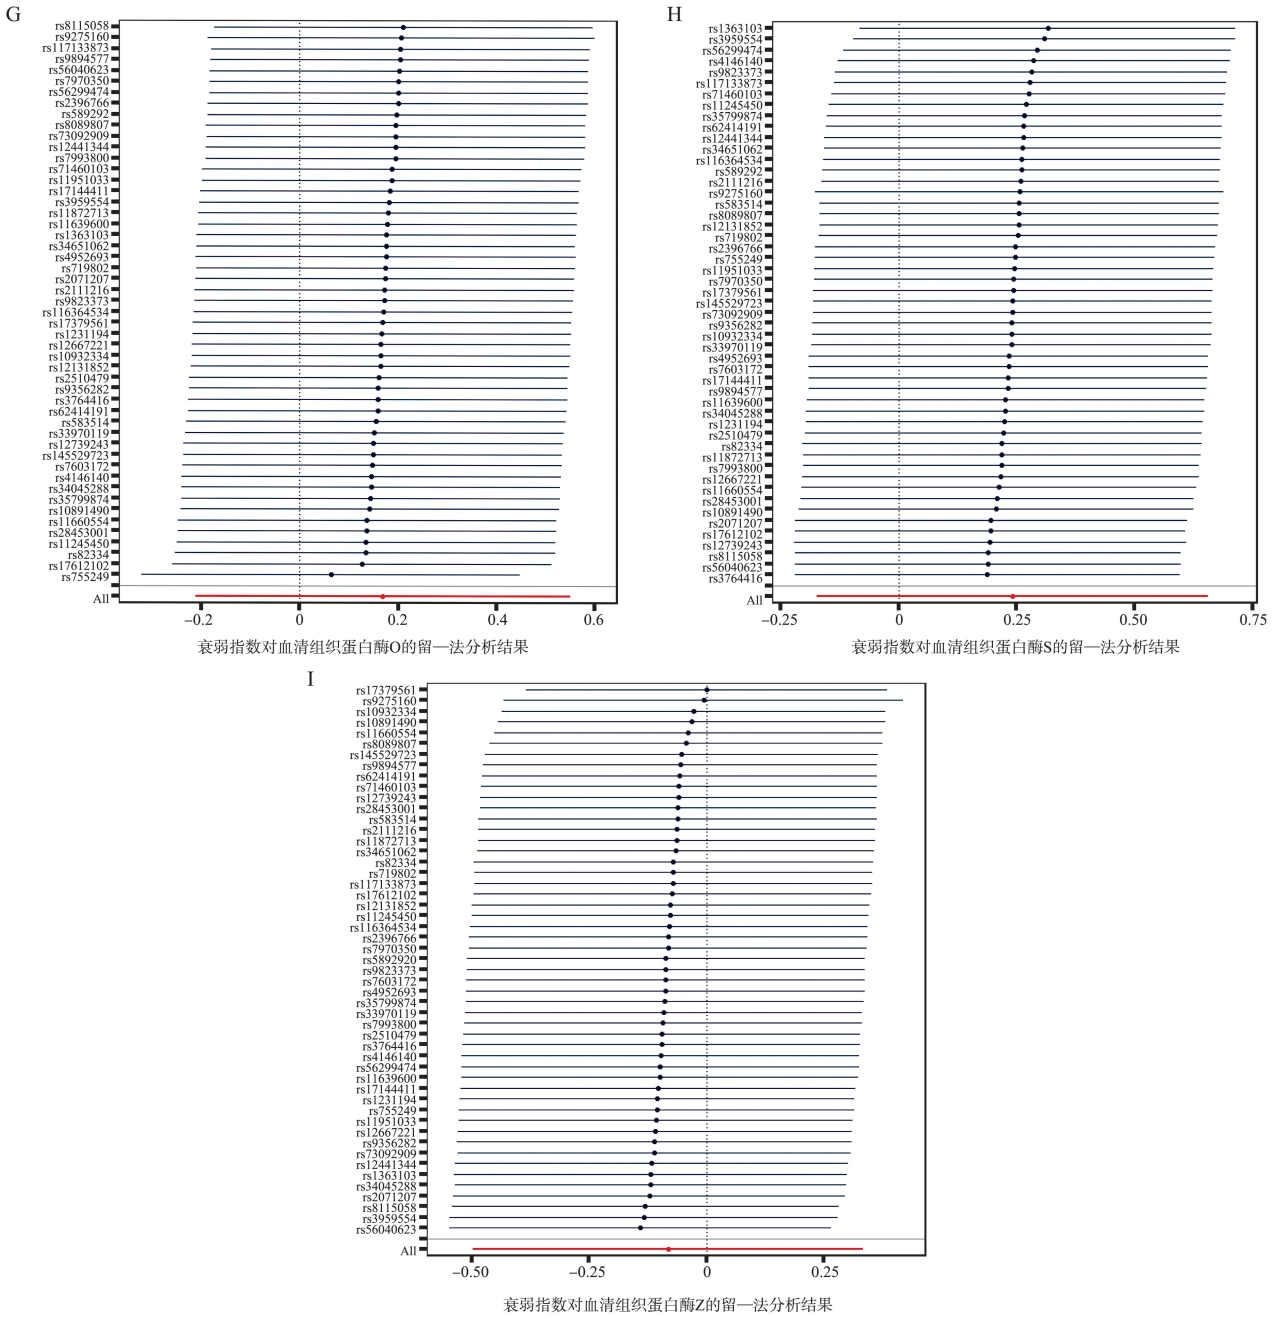 G
rs8115058
rs9275160
rs117133873
rs9894577
rs56040623
rs7970350
rs56299474
rs2396766
rs589292
rs8089807
rs73092909
rs12441344
rs7993800
rs71460103
rs11951033
rs17144411
rs3959554
rs11872713
rs11639600
rs1363103
rs34651062
rs4952693
rs719802
rs2071207
rs2111216
rs9823373
rs116364534
rs17379561
rs1231194
rs12667221
rs10932334
rs12131852
rs2510479
rs9356282
rs3764416
rs62414191
rs583514
rs33970119
rs12739243
rs145529723
rs7603172
rs4146140
rs34045288
rs35799874
rs10891490
rs11660554
rs28453001
rs11245450
rs82334
rs17612102
rs755249
All
−0.2 0 0.2 0.4 0.6
衰弱指数对血清组织蛋白酶O的留一法分析结果
H
rs1363103
rs3959554
rs56299474
rs4146140
rs9823373
rs117133873
rs71460103
rs11245450
rs35799874
rs62414191
rs12441344
rs34651062
rs116364534
rs589292
rs2111216
rs9275160
rs583514
rs8089807
rs12131852
rs719802
rs2396766
rs755249
rs11951033
rs7970350
rs17379561
rs145529723
rs73092909
rs9356282
rs10932334
rs33970119
rs4952693
rs7603172
rs17144411
rs9894577
rs11639600
rs34045288
rs1231194
rs2510479
rs82334
rs11872713
rs7993800
rs12667221
rs11660554
rs28453001
rs10891490
rs2071207
rs17612102
rs12739243
rs8115058
rs56040623
rs3764416
All
−0.25 0 0.25 0.50 0.75
衰弱指数对血清组织蛋白酶S的留一法分析结果
I
rs17379561
rs9275160
rs10932334
rs10891490
rs11660554
rs8089807
rs145529723
rs9894577
rs62414191
rs71460103
rs12739243
rs28453001
rs583514
rs2111216
rs11872713
rs34651062
rs82334
rs719802
rs117133873
rs17612102
rs12131852
rs11245450
rs116364534
rs2396766
rs7970350
rs5892920
rs9823373
rs7603172
rs4952693
rs35799874
rs33970119
rs7993800
rs2510479
rs3764416
rs4146140
rs56299474
rs11639600
rs17144411
rs1231194
rs755249
rs11951033
rs12667221
rs9356282
rs73092909
rs12441344
rs1363103
rs34045288
rs2071207
rs8115058
rs3959554
rs56040623
All
−0.50 −0.25 0 0.25
衰弱指数对血清组织蛋白酶Z的留一法分析结果